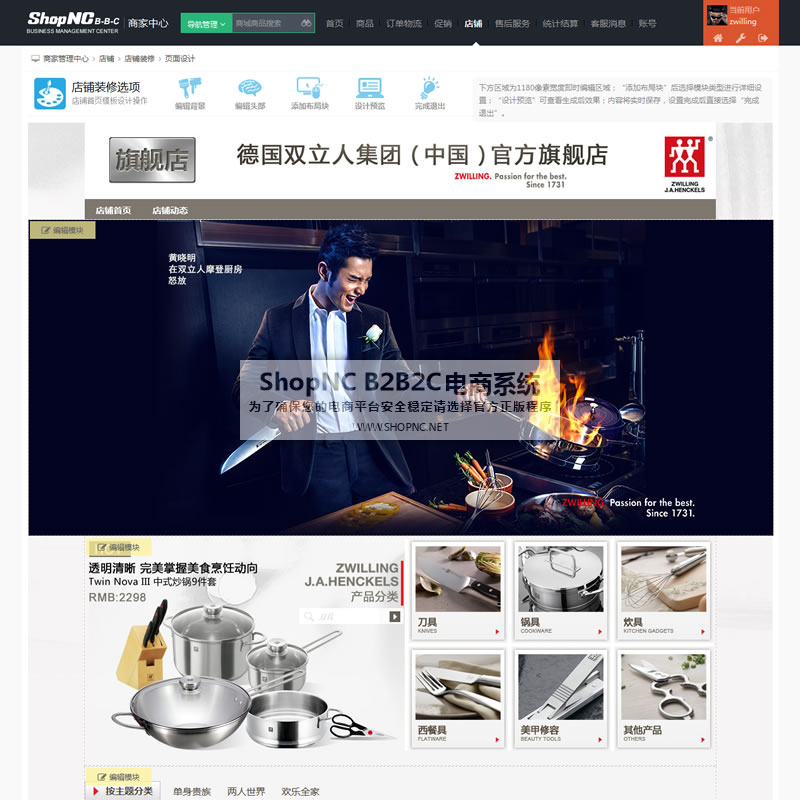 ShopNC B-B-C
BUSINESS MANAGEMENT CENTER
商家中心
导航管理
商城商品搜索
首页 商品 订单物流 促销 店铺 售后服务 统计结算 客服消息 账号
当前用户
zwilling
商家管理中心 > 店铺 > 店铺装修 > 页面设计
店铺装修选项
店铺首页模板设计操作
编辑背景
编辑头部
添加布局块
设计预览
完成退出
下方区域为1180像素宽度即时编辑区域；“添加布局块”后选择模块类型进行详细设
置；“设计预览”可查看生成后效果；内容将实时保存，设置完成后直接选择“完成
退出”。
旗舰店
德国双立人集团（中国）官方旗舰店
ZWILLING. Passion for the best.
Since 1731
ZWILLING
J.A.HENCKELS
店铺首页 店铺动态
编辑模块
黄晓明
在双立人摩登厨房
怒放
ShopNC B2B2C电商系统
为了确保您的电商平台安全稳定请选择官方正版程序
WWW.SHOPNC.NET
ZWILLING. Passion for the best.
Since 1731.
编辑模块
透明清晰 完美掌握美食烹饪动向
Twin Nova III 中式炒锅9件套
RMB:2298
ZWILLING
J.A.HENCKELS
产品分类
刀具
KNIVES
锅具
COOKWARE
炊具
KITCHEN GADGETS
西餐具
FLATWARE
美甲修容
BEAUTY TOOLS
其他产品
OTHERS
编辑模块
按主题分类 单身贵族 两人世界 欢乐全家